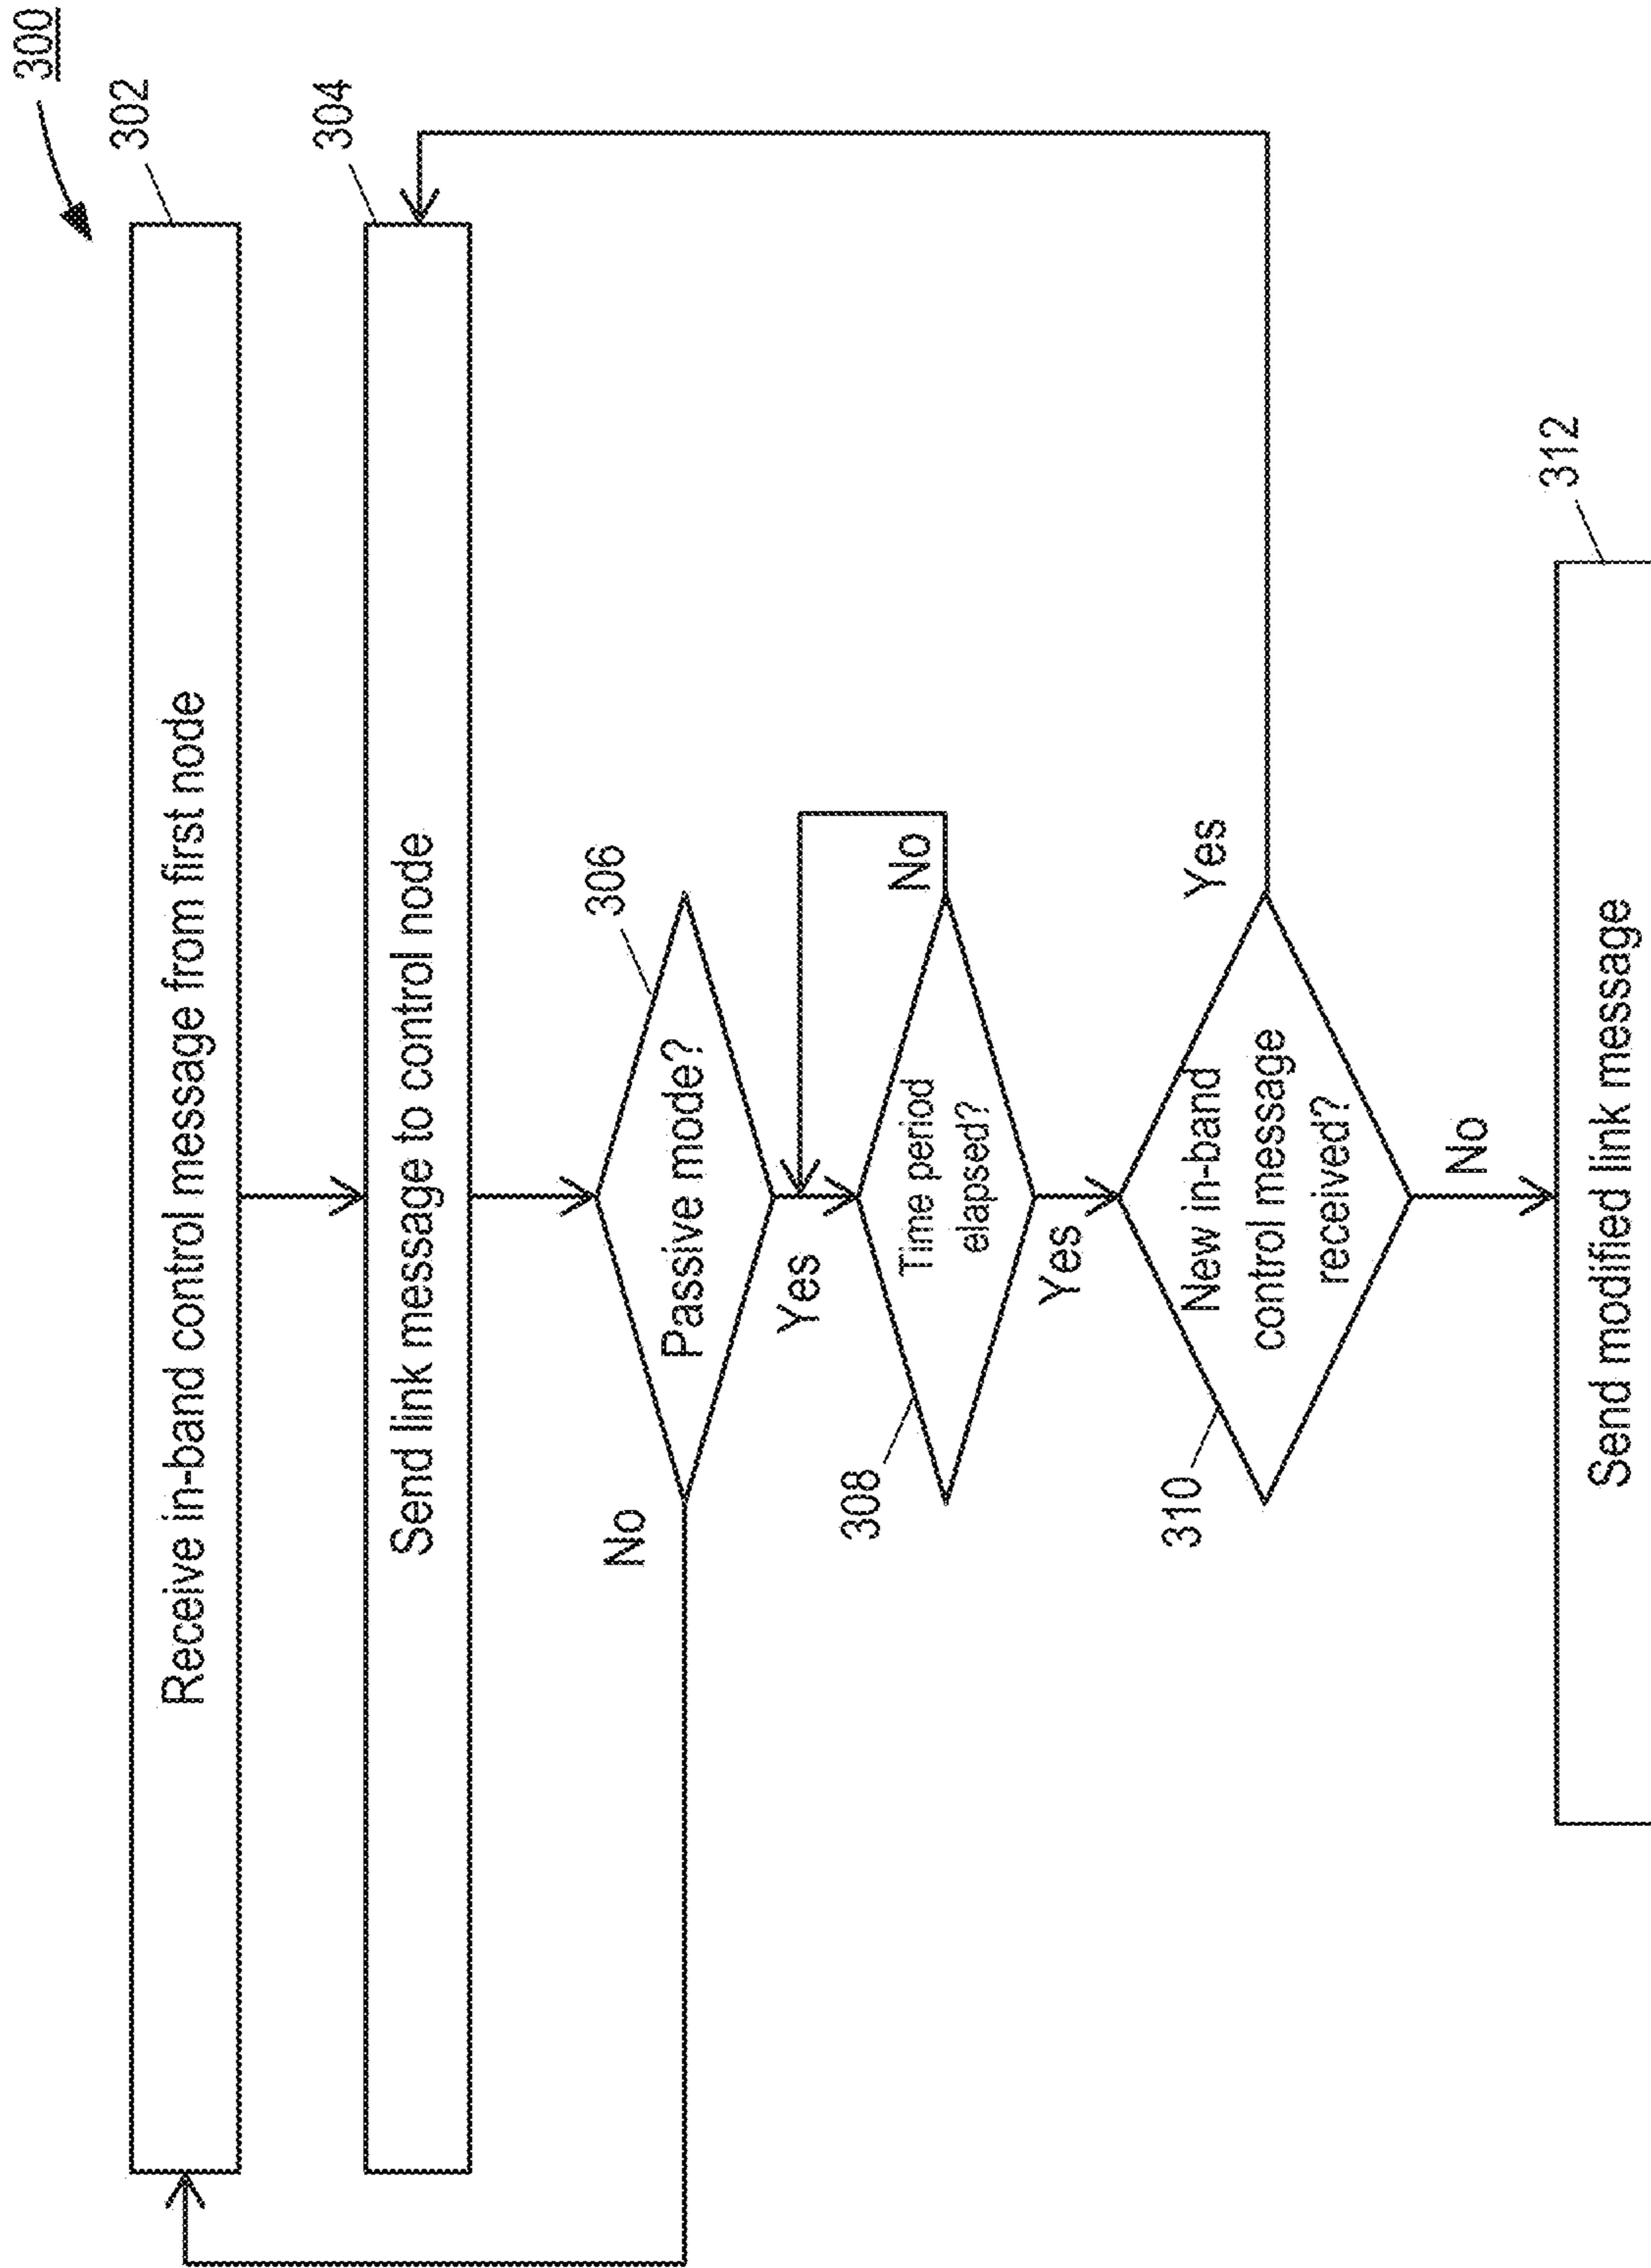 300
302
Receive in-band control message from first node
304
Send link message to control node
306
Passive mode?
No
Yes
308
Time period
elapsed?
No
Yes
310
New in-band
control message
received?
Yes
No
312
Send modified link message